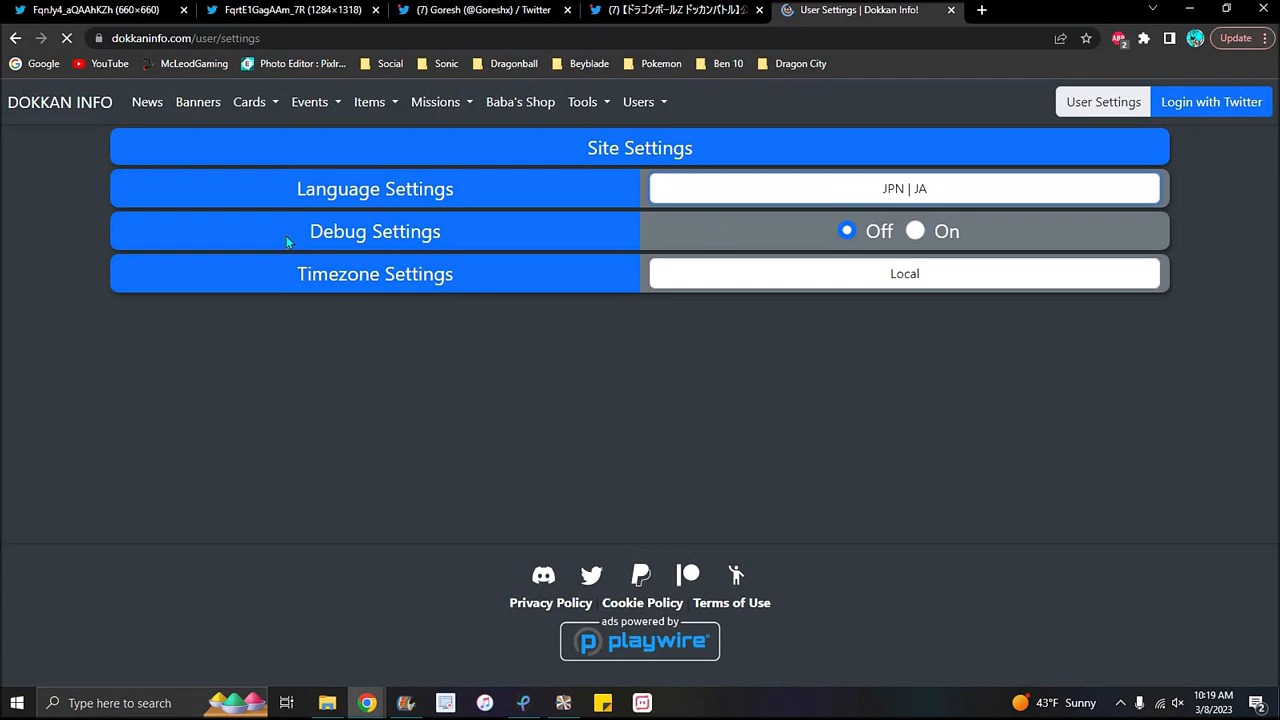 FqnJy4_aQAAhKZh (660×660)
FqrtE1GagAAm_7R (1284×1318)
(7) Goresh (@Goreshx) / Twitter
(7) 【ドラゴンボールZ ドッカンバトル】公
User Settings | Dokkan Info!
dokkaninfo.com/user/settings
ABP
2
Update
Google
YouTube
McLeodGaming
Photo Editor : Pixlr...
Social
Sonic
Dragonball
Beyblade
Pokemon
Ben 10
Dragon City
DOKKAN INFO
News
Banners
Cards
Events
Items
Missions
Baba's Shop
Tools
Users
User Settings
Login with Twitter
Site Settings
Language Settings
JPN | JA
Debug Settings
Off
On
Timezone Settings
Local
Privacy Policy
Cookie Policy
Terms of Use
ads powered by
playwire
Type here to search
43°F Sunny
10:19 AM
3/8/2023
2